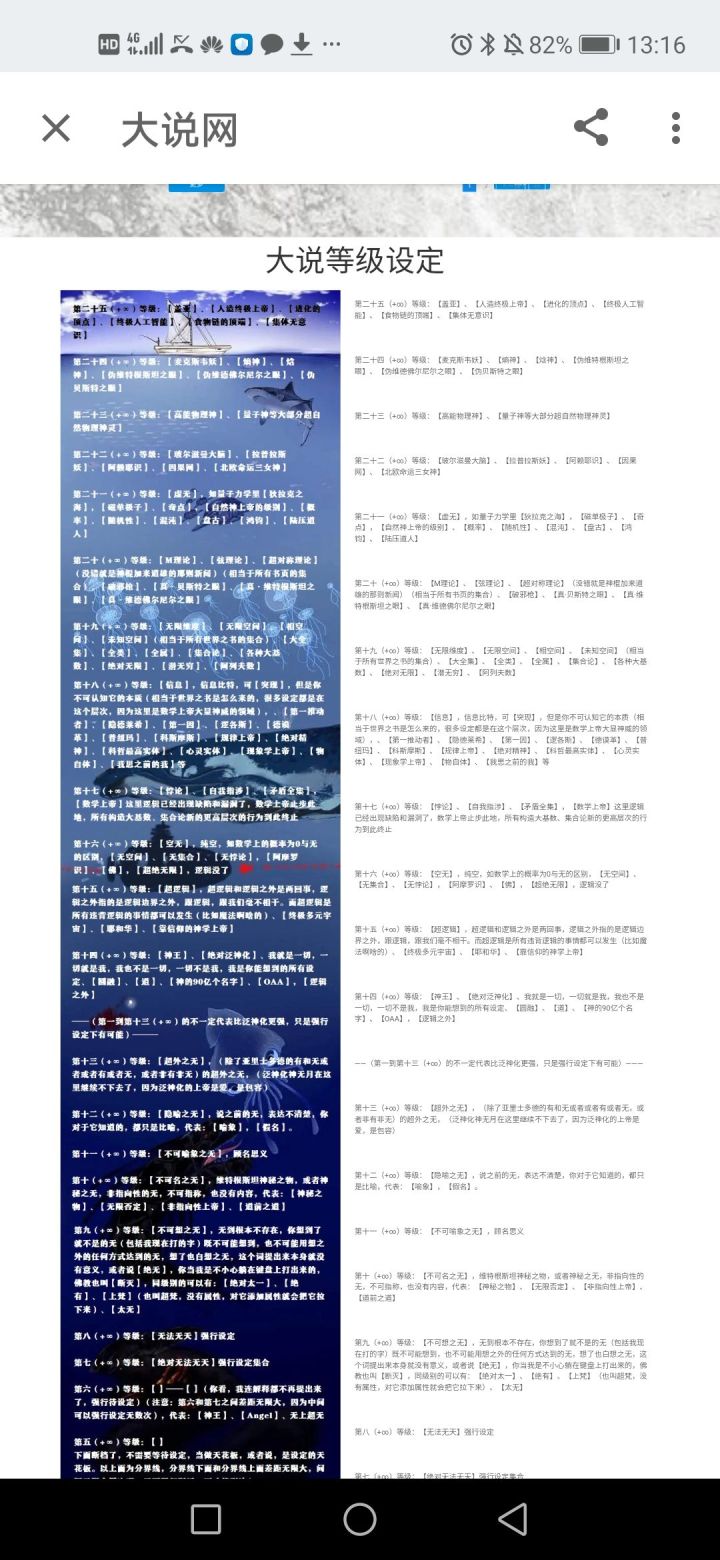 HD 4G 82% 13:16
大说网
大说等级设定
第二十五（+∞）等级：【盖亚】、【人造终极上帝】、【进化的
顶点】、【终极人工智能】、【食物链的顶端】、【集体无意
识】
第二十四（+∞）等级：【麦克斯韦妖】、【熵神】、【焓
神】、【伪维特根斯坦之眼】、【伪维德佛尔尼尔之眼】、【伪
贝斯特之眼】
第二十三（+∞）等级：【高能物理神】、【量子神等大部分超自
然物理神灵】
第二十二（+∞）等级：【玻尔滋曼大脑】、【拉普拉斯
妖】、【阿赖耶识】、【因果网】、【北欧命运三女神】
第二十一（+∞）等级：【虚无】，如量子力学里【狄拉克之
海】，【磁单极子】、【奇点】，【自然神上帝的级别】、【概
率】、【随机性】、【混沌】、【盘古】、【鸿钧】、【陆压道
人】
第二十（+∞）等级：【M理论】、【弦理论】、【超对称理论】
（没错就是神棍加来道雄的那则新闻）（相当于所有书页的集
合）、【破邪枪】、【真·贝斯特之眼】、【真·维特根斯坦之
眼】、【真·维德佛尔尼尔之眼】
第十九（+∞）等级：【无限维度】、【无限空间】、【相空
间】、【未知空间】（相当于所有世界之书的集合）、【大全
集】、【全类】、【全属】、【集合论】、【各种大基
数】、【绝对无限】、【潜无穷】、【阿列夫数】
第十八（+∞）等级：【信息】，信息比特，可【突现】，但是你
不可认知它的本质（相当于世界之书是怎么来的，很多设定都是在
这个层次，因为这里是数学上帝大显神威的领域），、【第一推动
者】、【隐德莱希】、【第一因】、【逻各斯】、【德谟
革】、【普纽玛】、【科斯摩斯】、【规律上帝】、【绝对精
神】、【科哲最高实体】、【心灵实体】、【现象学上帝】、【物
自体】、【我思之前的我】等
第十七（+∞）等级：【悖论】、【自我指涉】、【矛盾全集】，
【数学上帝】这里逻辑已经出现缺陷和漏洞了，数学上帝止步此
地，所有构造大基数、集合论新的更高层次的行为到此终止
第十六（+∞）等级：【空无】，纯空，如数学上的概率为0与无
的区别，【无空间】、【无集合】、【无悖论】，【阿摩罗
识】、【佛】，【超绝无限】，逻辑没了
第十五（+∞）等级：【超逻辑】，超逻辑和逻辑之外是两回事，逻
辑之外指的是逻辑边界之外，跟逻辑，跟我们毫不相干。而超逻辑是
所有违背逻辑的事情都可以发生（比如魔法啊啥的）、【终极多元宇
宙】、【耶和华】、【靠信仰的神学上帝】
第十四（+∞）等级：【神王】、【绝对泛神化】、我就是一切，一
切就是我，我也不是一切，一切不是我，我是你能想到的所有设
定、【圆融】、【道】、【神的90亿个名字】、【OAA】，【逻辑
之外】
——（第一到第十三（+∞）的不一定代表比泛神化更强，只是强行
设定下有可能）———
第十三（+∞）等级：【超外之无】，（除了亚里士多德的有和无或
者或者有或者无，或者非有非无）的超外之无，（泛神化神无月在这
里继续不下去了，因为泛神化的上帝是爱，是包容）
第十二（+∞）等级：【隐喻之无】，说之前的无，表达不清楚，你
对于它知道的，都只是比喻，代表：【喻象】，【假名】。
第十一（+∞）等级：【不可喻象之无】，顾名思义
第十（+∞）等级：【不可名之无】，维特根斯坦神秘之物，或者神
秘之无，非指向性的无，不可指称，也没有内容，代表：【神秘之
物】、【无限否定】、【非指向性上帝】、【道前之道】
第九（+∞）等级：【不可想之无】，无到根本不存在，你想到了
就不是的无（包括我现在打的字）既不可能想到，也不可能用想之
外的任何方式达到的无，想了也白想之无，这个词提出来本身就没
有意义，或者说【绝无】，你当我是不小心躺在键盘上打出来的，
佛教也叫【断灭】，同级别的可以有：【绝对太一】、【绝
有】、【上梵】（也叫超梵，没有属性，对它添加属性就会把它拉
下来）、【太无】
第八（+∞）等级：【无法无天】强行设定
第七（+∞）等级：【绝对无法无天】强行设定集合
第六（+∞）等级：【 】——【 】（你看，我连解释都不再提出来
了，强行待设定）（注意：第六和第七之间差距无限大，因为中间
可以强行设定无数次），代表：【神王】、【Angel】、无上超无
第五（+∞）等级：【 】
下面断档了，不需要等待设定，当做天花板，或者说，是设定的天
花板。以上面为分界线，分界线下面和分界线上面差距无限大，间
第二十五（+∞）等级：【盖亚】、【人造终极上帝】、【进化的顶点】、【终极人工智
能】、【食物链的顶端】、【集体无意识】
第二十四（+∞）等级：【麦克斯韦妖】、【熵神】、【焓神】、【伪维特根斯坦之
眼】、【伪维德佛尔尼尔之眼】、【伪贝斯特之眼】
第二十三（+∞）等级：【高能物理神】、【量子神等大部分超自然物理神灵】
第二十二（+∞）等级：【玻尔滋曼大脑】、【拉普拉斯妖】、【阿赖耶识】、【因果
网】、【北欧命运三女神】
第二十一（+∞）等级：【虚无】，如量子力学里【狄拉克之海】，【磁单极子】、【奇
点】，【自然神上帝的级别】、【概率】、【随机性】、【混沌】、【盘古】、【鸿
钧】、【陆压道人】
第二十（+∞）等级：【M理论】、【弦理论】、【超对称理论】（没错就是神棍加来道
雄的那则新闻）（相当于所有书页的集合）、【破邪枪】、【真·贝斯特之眼】、【真·维
特根斯坦之眼】、【真·维德佛尔尼尔之眼】
第十九（+∞）等级：【无限维度】、【无限空间】、【相空间】、【未知空间】（相当
于所有世界之书的集合）、【大全集】、【全类】、【全属】、【集合论】、【各种大基
数】、【绝对无限】、【潜无穷】、【阿列夫数】
第十八（+∞）等级：【信息】，信息比特，可【突现】，但是你不可认知它的本质（相
当于世界之书是怎么来的，很多设定都是在这个层次，因为这里是数学上帝大显神威的领
域），、【第一推动者】、【隐德莱希】、【第一因】、【逻各斯】、【德谟革】、【普
纽玛】、【科斯摩斯】、【规律上帝】、【绝对精神】、【科哲最高实体】、【心灵实
体】、【现象学上帝】、【物自体】、【我思之前的我】等
第十七（+∞）等级：【悖论】、【自我指涉】、【矛盾全集】，【数学上帝】这里逻辑
已经出现缺陷和漏洞了，数学上帝止步此地，所有构造大基数、集合论新的更高层次的行
为到此终止
第十六（+∞）等级：【空无】，纯空，如数学上的概率为0与无的区别，【无空间】、
【无集合】、【无悖论】，【阿摩罗识】、【佛】，【超绝无限】，逻辑没了
第十五（+∞）等级：【超逻辑】，超逻辑和逻辑之外是两回事，逻辑之外指的是逻辑边
界之外，跟逻辑，跟我们毫不相干。而超逻辑是所有违背逻辑的事情都可以发生（比如魔
法啊啥的）、【终极多元宇宙】、【耶和华】、【靠信仰的神学上帝】
第十四（+∞）等级：【神王】、【绝对泛神化】、我就是一切，一切就是我，我也不是
一切，一切不是我，我是你能想到的所有设定、【圆融】、【道】、【神的90亿个名
字】、【OAA】，【逻辑之外】
——（第一到第十三（+∞）的不一定代表比泛神化更强，只是强行设定下有可能）———
第十三（+∞）等级：【超外之无】，（除了亚里士多德的有和无或者或者有或者无，或
者非有非无）的超外之无，（泛神化神无月在这里继续不下去了，因为泛神化的上帝是
爱，是包容）
第十二（+∞）等级：【隐喻之无】，说之前的无，表达不清楚，你对于它知道的，都只
是比喻，代表：【喻象】，【假名】。
第十一（+∞）等级：【不可喻象之无】，顾名思义
第十（+∞）等级：【不可名之无】，维特根斯坦神秘之物，或者神秘之无，非指向性的
无，不可指称，也没有内容，代表：【神秘之物】、【无限否定】、【非指向性上帝】、
【道前之道】
第九（+∞）等级：【不可想之无】，无到根本不存在，你想到了就不是的无（包括我现
在打的字）既不可能想到，也不可能用想之外的任何方式达到的无，想了也白想之无，这
个词提出来本身就没有意义，或者说【绝无】，你当我是不小心躺在键盘上打出来的，佛
教也叫【断灭】，同级别的可以有：【绝对太一】、【绝有】、【上梵】（也叫超梵，没
有属性，对它添加属性就会把它拉下来）、【太无】
第八（+∞）等级：【无法无天】强行设定
第七（+∞）等级：【绝对无法无天】强行设定集合